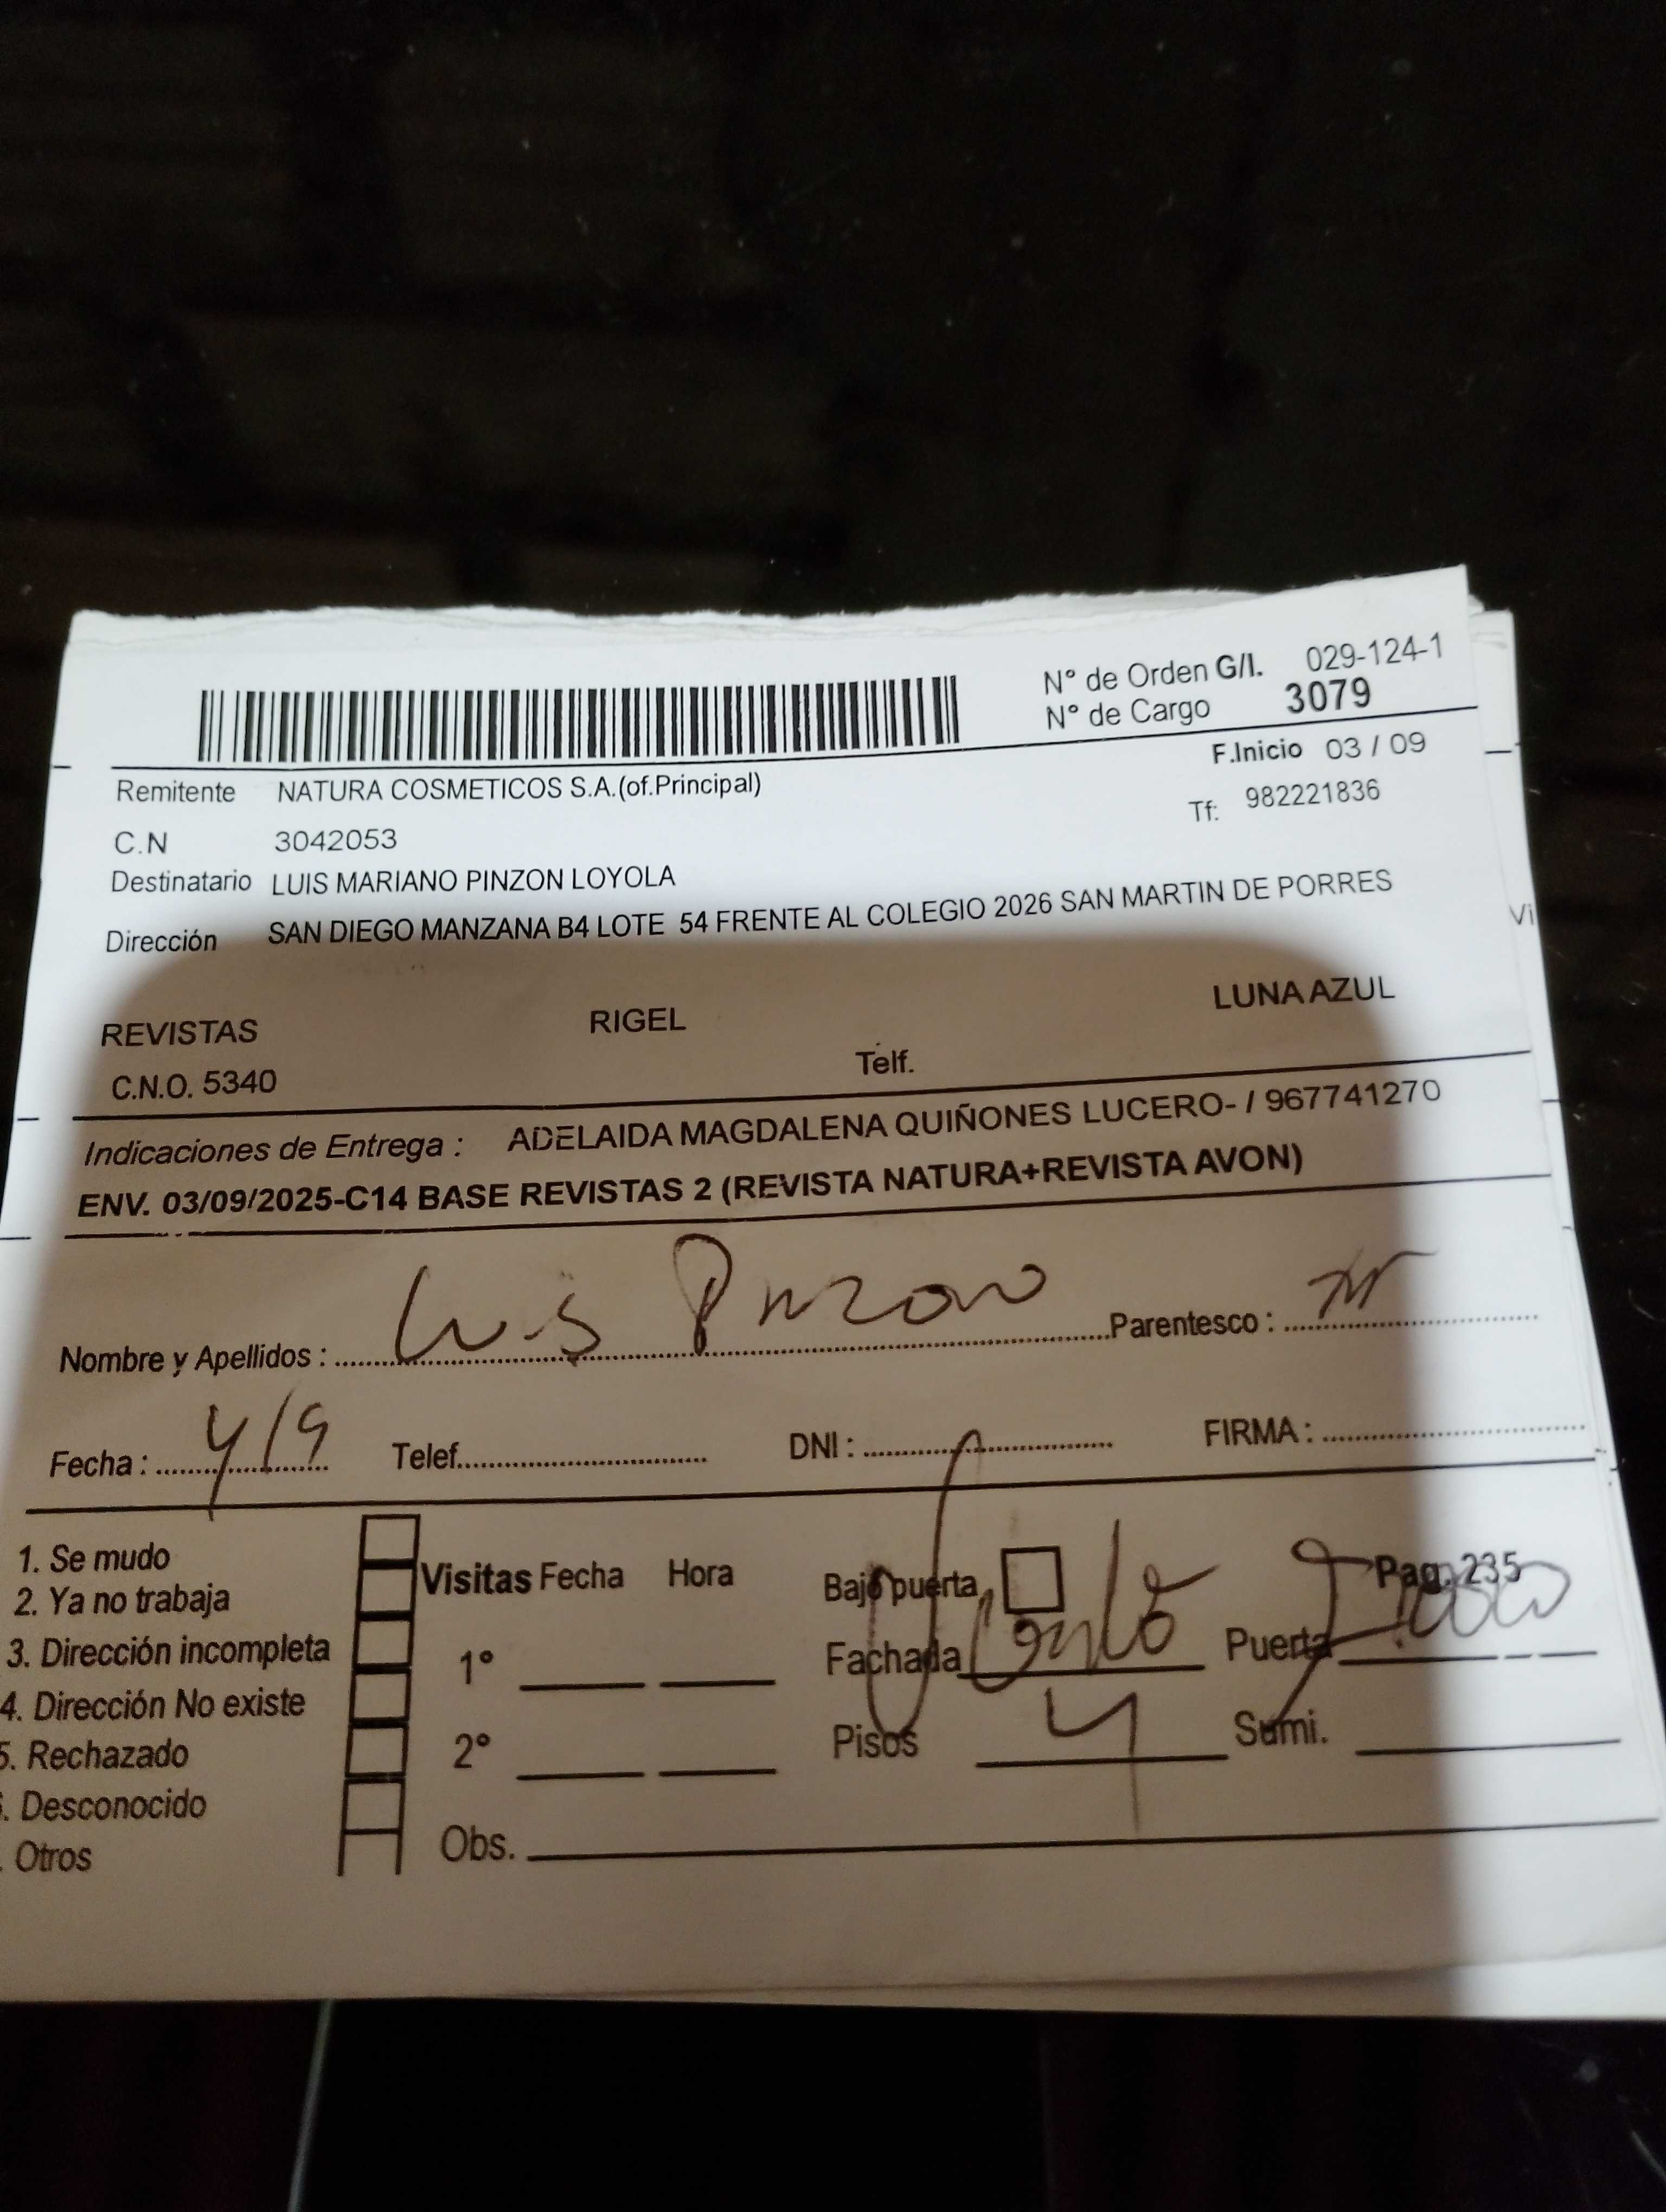 N° de Orden G/I. 029-124-1
N° de Cargo 3079
F.Inicio 03 / 09
Remitente NATURA COSMETICOS S.A.(of.Principal)
Tf: 982221836
C.N 3042053
Destinatario LUIS MARIANO PINZON LOYOLA
Dirección SAN DIEGO MANZANA B4 LOTE 54 FRENTE AL COLEGIO 2026 SAN MARTIN DE PORRES
Vi
REVISTAS RIGEL LUNA AZUL
C.N.O. 5340 Telf.
Indicaciones de Entrega : ADELAIDA MAGDALENA QUIÑONES LUCERO- / 967741270
ENV. 03/09/2025-C14 BASE REVISTAS 2 (REVISTA NATURA+REVISTA AVON)
Nombre y Apellidos : Luis Pinzon Parentesco :
Fecha : 4/9 Telef. DNI : FIRMA :
1. Se mudo
2. Ya no trabaja
3. Dirección incompleta
4. Dirección No existe
5. Rechazado
. Desconocido
. Otros
Visitas Fecha Hora
1°
2°
Obs.
Bajo puerta Pag. 235
Fachada Puerta
Pisos 4 Sumi.